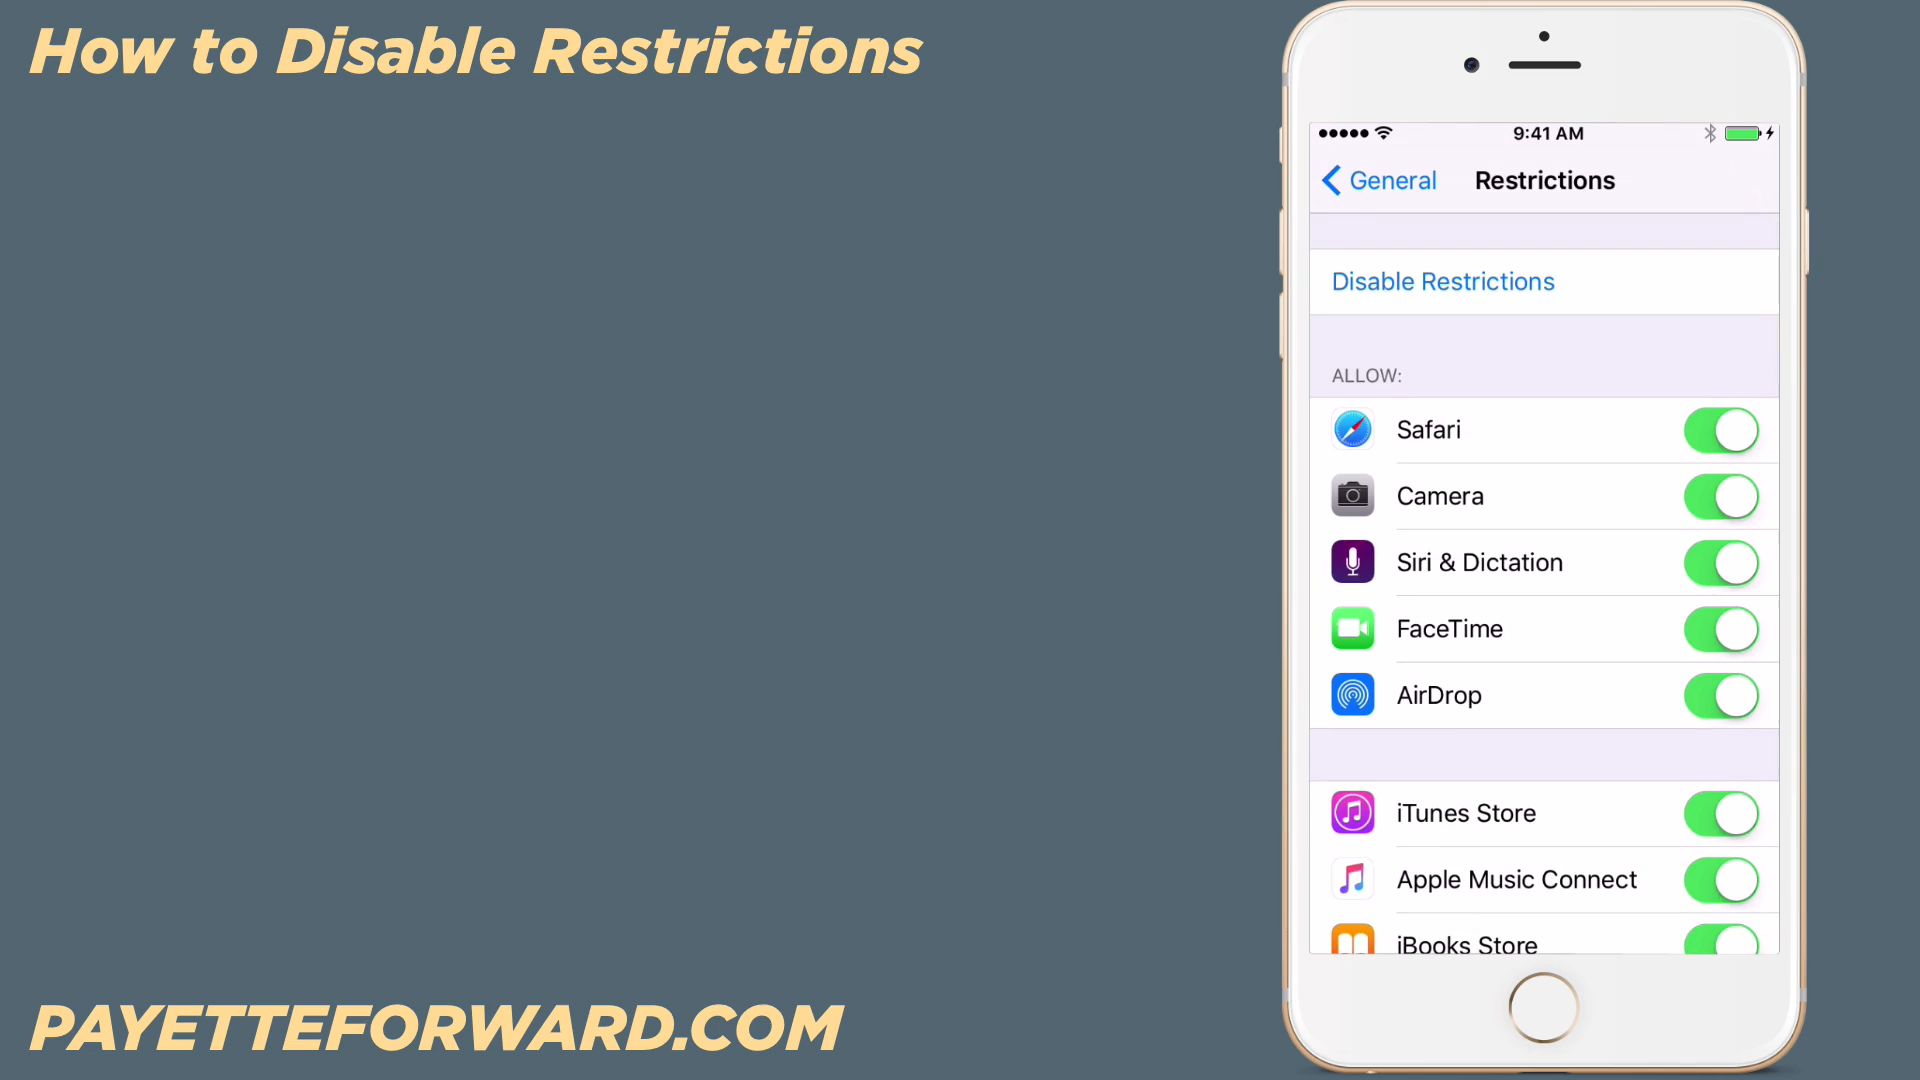 How to Disable Restrictions
9:41 AM
General Restrictions
Disable Restrictions
ALLOW:
Safari
Camera
Siri & Dictation
FaceTime
AirDrop
iTunes Store
Apple Music Connect
iBooks Store
PAYETTEFORWARD.COM